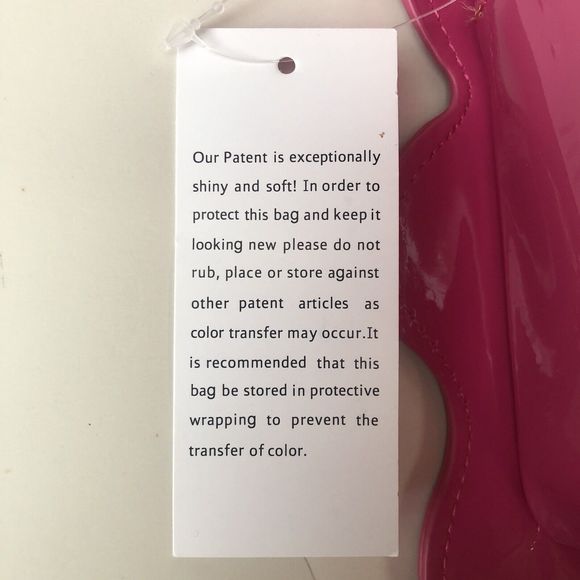 Our Patent is exceptionally
shiny and soft! In order to
protect this bag and keep it
looking new please do not
rub, place or store against
other patent articles as
color transfer may occur.It
is recommended that this
bag be stored in protective
wrapping to prevent the
transfer of color.